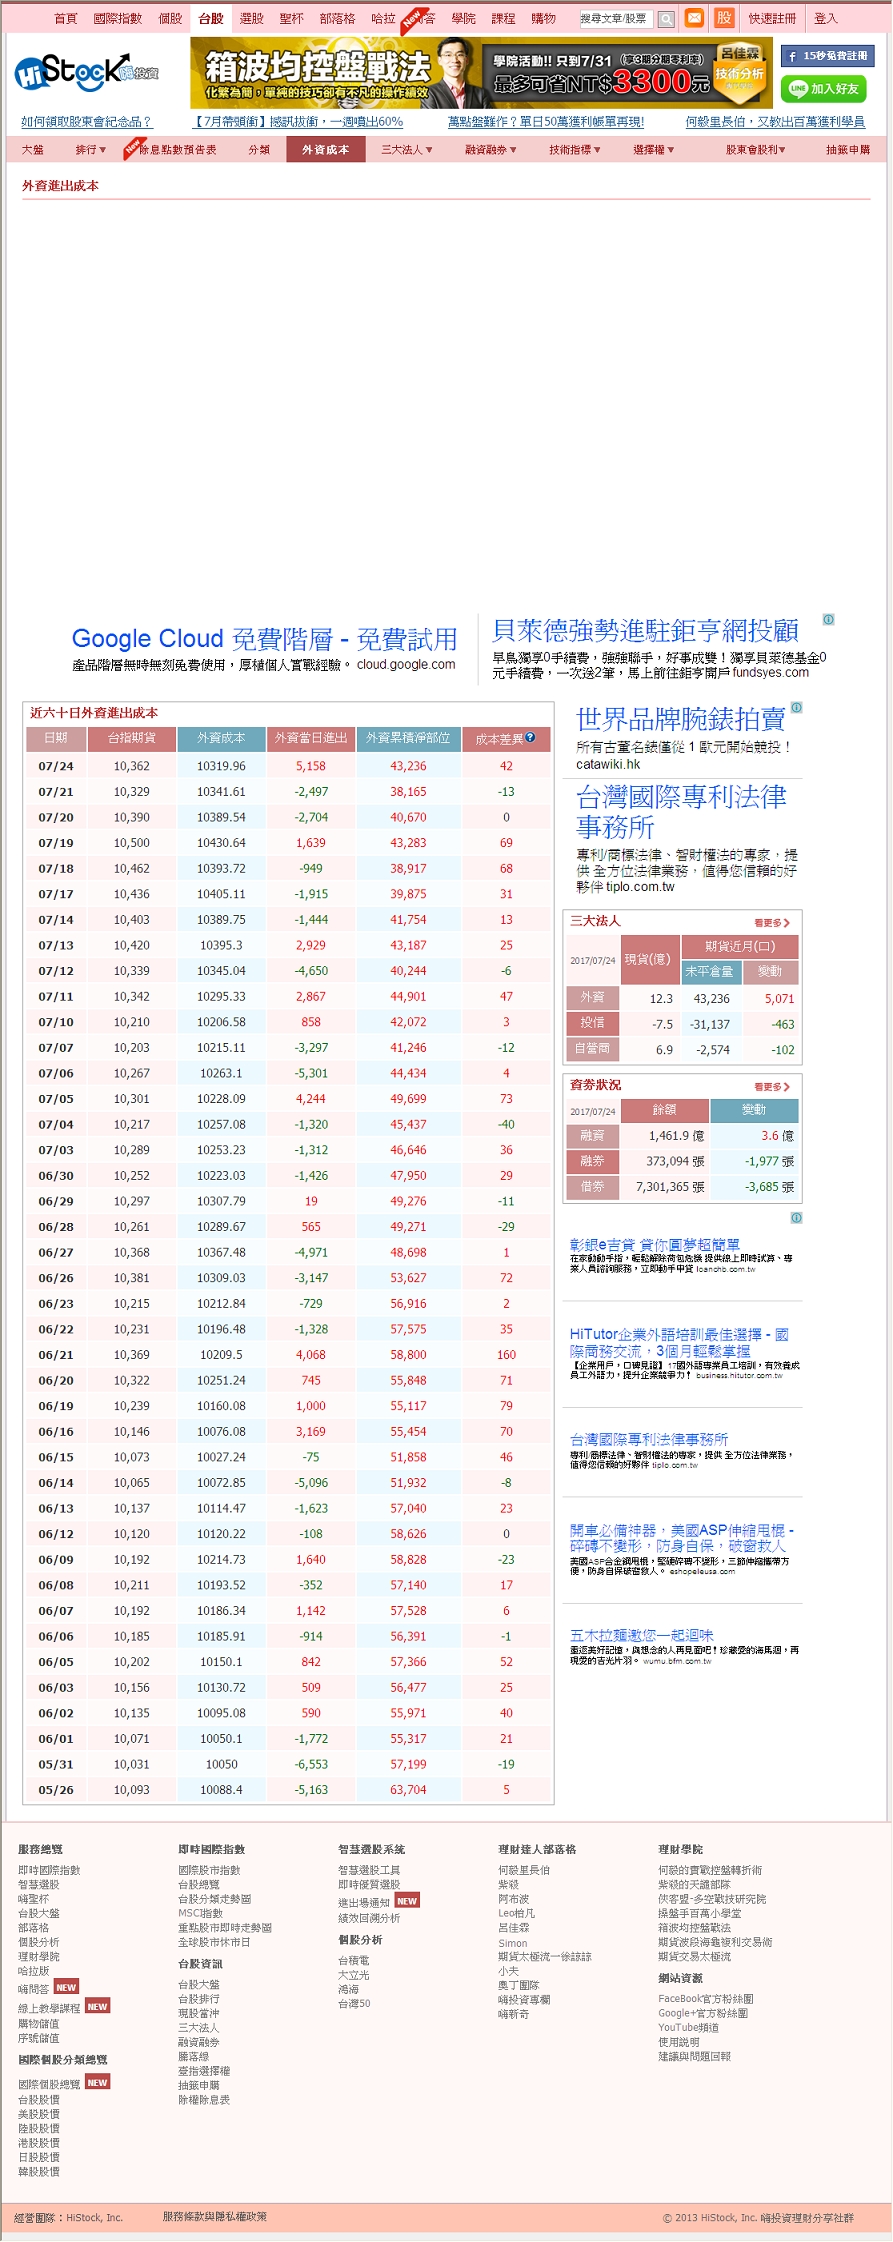 首頁 國際指數 個股 台股 選股 聖杯 部落格 哈拉 New 答 學院 課程 購物 搜尋文章/股票 股 快速註冊 登入
HiStock 嗨投資
箱波均控盤戰法
化繁為簡，單純的技巧卻有不凡的操作績效
學院活動!! 只到7/31 (享3期分期零利率)
最多可省NT$3300元
呂佳霖
技術分析
15秒免費註冊
LINE 加入好友
如何領取股東會紀念品？ 【7月帶頭衝】撼訊拔衝，一週噴出60% 萬點盤難作？單日50萬獲利帳單再現! 何毅里長伯，又教出百萬獲利學員
大盤 排行▼ New 除息點數預告表 分類 外資成本 三大法人▼ 融資融券▼ 技術指標▼ 選擇權▼ 股東會股利▼ 抽籤申購
外資進出成本
Google Cloud 免費階層 - 免費試用
產品階層無時無刻免費使用，厚植個人實戰經驗。 cloud.google.com
貝萊德強勢進駐鉅亨網投顧
早鳥獨享0手續費，強強聯手，好事成雙！獨享貝萊德基金0
元手續費，一次送2筆，馬上前往鉅亨開戶 fundsyes.com
近六十日外資進出成本
日期 台指期貨 外資成本 外資當日進出 外資累積淨部位 成本差異 ?
07/24 10,362 10319.96 5,158 43,236 42
07/21 10,329 10341.61 -2,497 38,165 -13
07/20 10,390 10389.54 -2,704 40,670 0
07/19 10,500 10430.64 1,639 43,283 69
07/18 10,462 10393.72 -949 38,917 68
07/17 10,436 10405.11 -1,915 39,875 31
07/14 10,403 10389.75 -1,444 41,754 13
07/13 10,420 10395.3 2,929 43,187 25
07/12 10,339 10345.04 -4,650 40,244 -6
07/11 10,342 10295.33 2,867 44,901 47
07/10 10,210 10206.58 858 42,072 3
07/07 10,203 10215.11 -3,297 41,246 -12
07/06 10,267 10263.1 -5,301 44,434 4
07/05 10,301 10228.09 4,244 49,699 73
07/04 10,217 10257.08 -1,320 45,437 -40
07/03 10,289 10253.23 -1,312 46,646 36
06/30 10,252 10223.03 -1,426 47,950 29
06/29 10,297 10307.79 19 49,276 -11
06/28 10,261 10289.67 565 49,271 -29
06/27 10,368 10367.48 -4,971 48,698 1
06/26 10,381 10309.03 -3,147 53,627 72
06/23 10,215 10212.84 -729 56,916 2
06/22 10,231 10196.48 -1,328 57,575 35
06/21 10,369 10209.5 4,068 58,800 160
06/20 10,322 10251.24 745 55,848 71
06/19 10,239 10160.08 1,000 55,117 79
06/16 10,146 10076.08 3,169 55,454 70
06/15 10,073 10027.24 -75 51,858 46
06/14 10,065 10072.85 -5,096 51,932 -8
06/13 10,137 10114.47 -1,623 57,040 23
06/12 10,120 10120.22 -108 58,626 0
06/09 10,192 10214.73 1,640 58,828 -23
06/08 10,211 10193.52 -352 57,140 17
06/07 10,192 10186.34 1,142 57,528 6
06/06 10,185 10185.91 -914 56,391 -1
06/05 10,202 10150.1 842 57,366 52
06/03 10,156 10130.72 509 56,477 25
06/02 10,135 10095.08 590 55,971 40
06/01 10,071 10050.1 -1,772 55,317 21
05/31 10,031 10050 -6,553 57,199 -19
05/26 10,093 10088.4 -5,163 63,704 5
世界品牌腕錶拍賣
所有古董名錶僅從 1 歐元開始競投！
catawiki.hk
台灣國際專利法律
事務所
專利/商標法律、智財權法的專家，提
供 全方位法律業務，值得您信賴的好
夥伴 tiplo.com.tw
三大法人 看更多
2017/07/24 現貨(億) 期貨近月(口)
未平倉量 變動
外資 12.3 43,236 5,071
投信 -7.5 -31,137 -463
自營商 6.9 -2,574 -102
資券狀況 看更多
2017/07/24 餘額 變動
融資 1,461.9 億 3.6 億
融券 373,094 張 -1,977 張
借券 7,301,365 張 -3,685 張
彰銀e吉貸 貸你圓夢超簡單
在家動動手指，輕鬆解除荷包危機 提供線上即時試算、專
業人員諮詢服務，立即動手申貸 loanchb.com.tw
HiTutor企業外語培訓最佳選擇 - 國
際商務交流，3個月輕鬆掌握
【企業用戶，口碑見證】17國外語專業員工培訓，有效養成
員工外語力，提升企業競爭力！ business.hitutor.com.tw
台灣國際專利法律事務所
專利/商標法律、智財權法的專家，提供 全方位法律業務，
值得您信賴的好夥伴 tiplo.com.tw
開車必備神器，美國ASP伸縮甩棍 -
碎磚不變形，防身自保，破窗救人
美國ASP合金鋼甩棍，堅硬碎磚不變形，三節伸縮攜帶方
便，防身自保破窗救人。 eshopeleusa.com
五木拉麵邀您一起迴味
重逐美好記憶，與想念的人再見面吧！珍藏愛的海馬迴，再
現愛的吉光片羽。 wumu.bfm.com.tw
服務總覽
即時國際指數
智慧選股
嗨聖杯
台股大盤
部落格
個股分析
理財學院
哈拉版
嗨問答 NEW
線上教學課程 NEW
購物儲值
序號儲值
國際個股分類總覽
國際個股總覽 NEW
台股股價
美股股價
陸股股價
港股股價
日股股價
韓股股價
即時國際指數
國際股市指數
台股總覽
台股分類走勢圖
MSCI指數
重點股市即時走勢圖
全球股市休市日
台股資訊
台股大盤
台股排行
現股當沖
三大法人
融資融券
騰落線
臺指選擇權
抽籤申購
除權除息表
智慧選股系統
智慧選股工具
即時優質選股
進出場通知 NEW
績效回溯分析
個股分析
台積電
大立光
鴻海
台灣50
理財達人部落格
何毅里長伯
紫殺
阿布波
Leo柏凡
呂佳霖
Simon
期貨太極流一徐諒諒
小夫
奧丁團隊
嗨投資專欄
嗨新奇
理財學院
何毅的實戰控盤轉折術
紫殺的天譴部隊
俠客盟-多空戰技研究院
操盤手百萬小學堂
箱波均控盤戰法
期貨波段海龜複利交易術
期貨交易太極流
網站資源
FaceBook官方粉絲團
Google+官方粉絲團
YouTube頻道
使用說明
建議與問題回報
經營團隊：HiStock, Inc. 服務條款與隱私權政策 © 2013 HiStock, Inc. 嗨投資理財分享社群